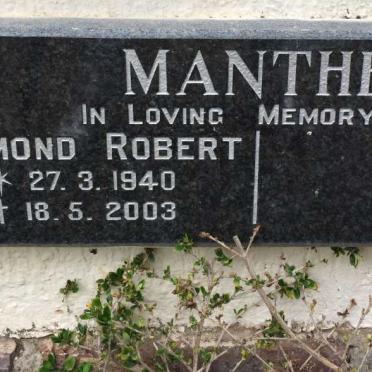 MANTHE
IN LOVING MEMORY
MOND ROBERT
* 27.3.1940
† 18.5.2003